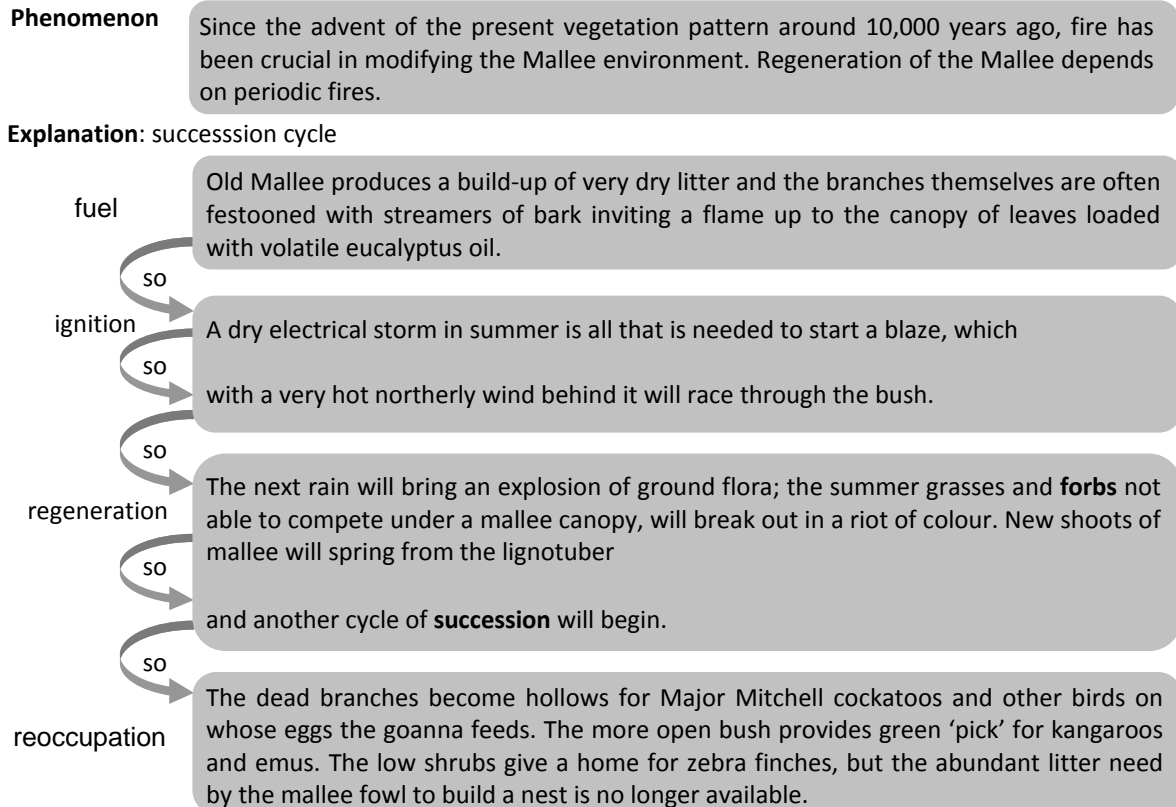 Phenomenon
Since the advent of the present vegetation pattern around 10,000 years ago, fire has
been crucial in modifying the Mallee environment. Regeneration of the Mallee depends
on periodic fires.
Explanation: successsion cycle
fuel
Old Mallee produces a build-up of very dry litter and the branches themselves are often
festooned with streamers of bark inviting a flame up to the canopy of leaves loaded
with volatile eucalyptus oil.
so
ignition
A dry electrical storm in summer is all that is needed to start a blaze, which
so
with a very hot northerly wind behind it will race through the bush.
so
regeneration
The next rain will bring an explosion of ground flora; the summer grasses and forbs not
able to compete under a mallee canopy, will break out in a riot of colour. New shoots of
mallee will spring from the lignotuber
so
and another cycle of succession will begin.
so
reoccupation
The dead branches become hollows for Major Mitchell cockatoos and other birds on
whose eggs the goanna feeds. The more open bush provides green ‘pick’ for kangaroos
and emus. The low shrubs give a home for zebra finches, but the abundant litter need
by the mallee fowl to build a nest is no longer available.